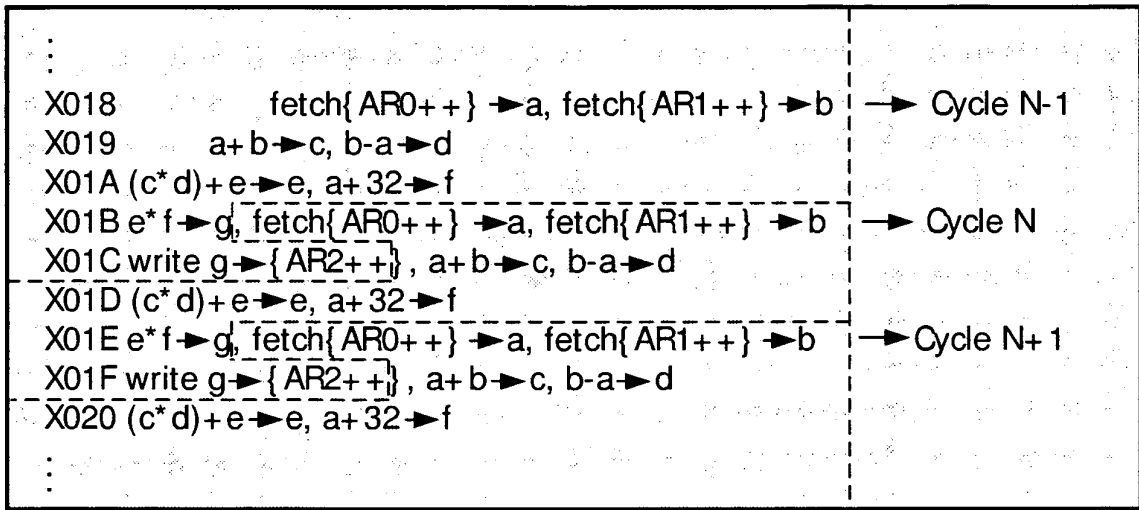 ⋮
X018 fetch{AR0++}➔a, fetch{AR1++}➔b ➔ Cycle N-1
X019 a+b➔c, b-a➔d
X01A (c*d)+e➔e, a+32➔f
X01B e*f➔g, fetch{AR0++}➔a, fetch{AR1++}➔b ➔ Cycle N
X01C write g➔{AR2++}, a+b➔c, b-a➔d
X01D (c*d)+e➔e, a+32➔f
X01E e*f➔g, fetch{AR0++}➔a, fetch{AR1++}➔b ➔ Cycle N+1
X01F write g➔{AR2++}, a+b➔c, b-a➔d
X020 (c*d)+e➔e, a+32➔f
⋮